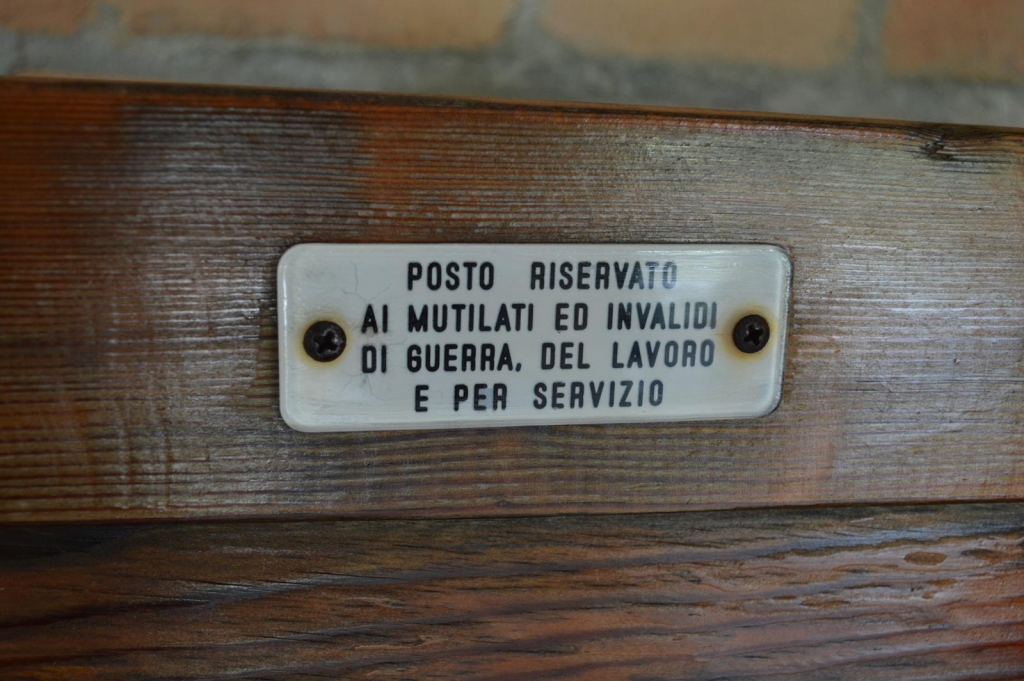 POSTO RISERVATO
AI MUTILATI ED INVALIDI
DI GUERRA, DEL LAVORO
E PER SERVIZIO